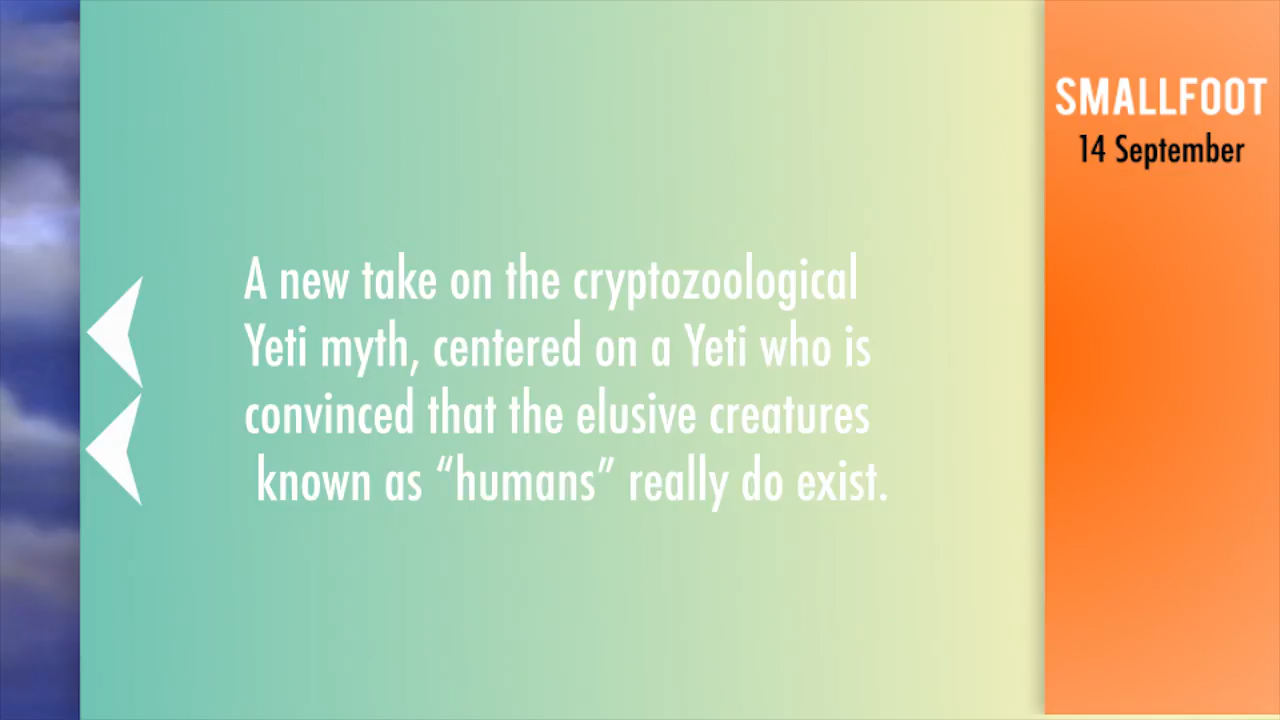 SMALLFOOT
14 September
A new take on the cryptozoological
Yeti myth, centered on a Yeti who is
convinced that the elusive creatures
known as “humans” really do exist.